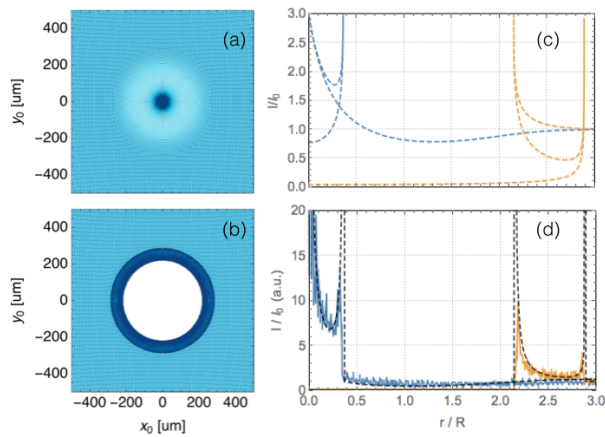 400
200
0
-200
-400
y0 [um]
(a)
400
200
0
-200
-400
y0 [um]
(b)
-400 -200 0 200 400
x0 [um]
3.0
2.5
2.0
1.5
1.0
0.5
0.0
I/I0
(c)
20
15
10
5
0
I / I0 (a.u.)
(d)
0.0 0.5 1.0 1.5 2.0 2.5 3.0
r / R